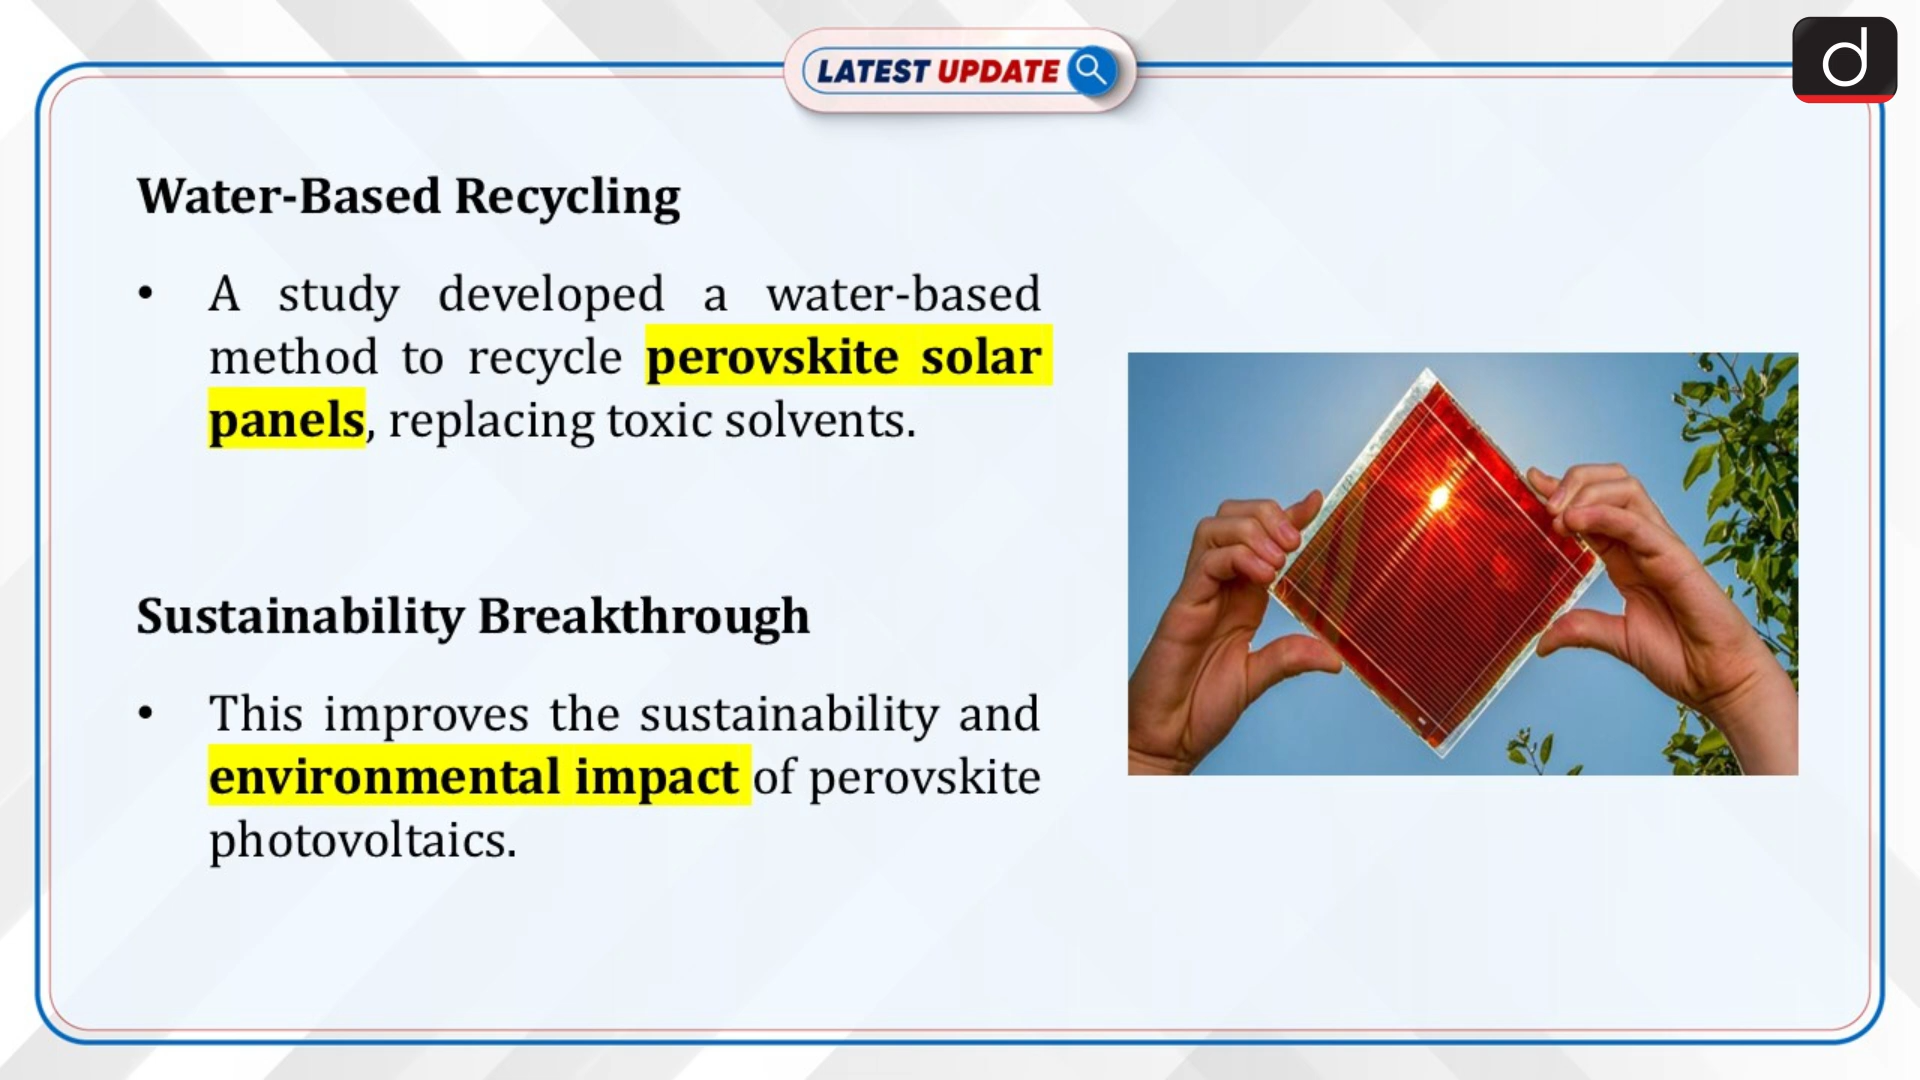 LATEST UPDATE
d
Water-Based Recycling
• A study developed a water-based
method to recycle perovskite solar
panels, replacing toxic solvents.
Sustainability Breakthrough
• This improves the sustainability and
environmental impact of perovskite
photovoltaics.